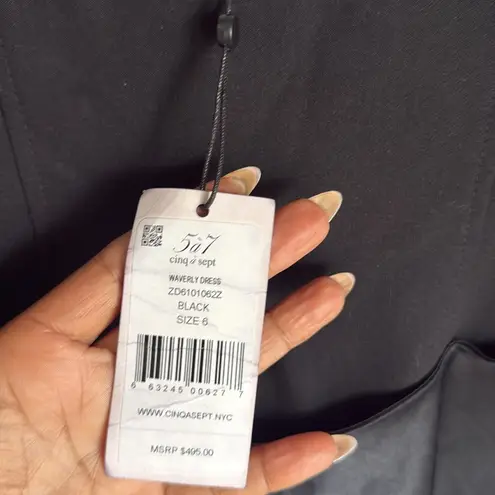 5à7
cinq à sept
WAVERLY DRESS
ZD6101062Z
BLACK
SIZE 6
6 63245 00627 7
WWW.CINQASEPT.NYC
MSRP $495.00